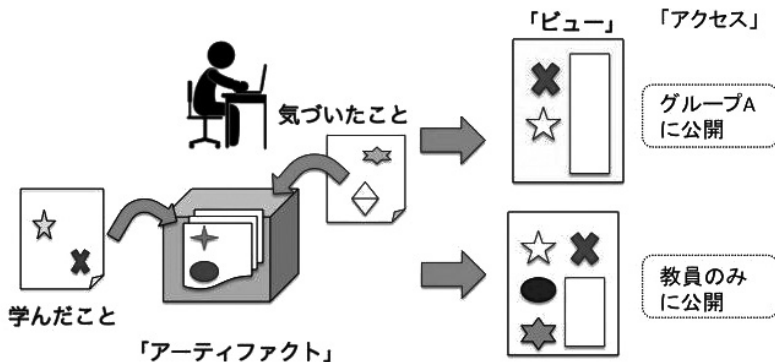 「ビュー」
「アクセス」
気づいたこと
グループA
に公開
学んだこと
教員のみ
に公開
「アーティファクト」